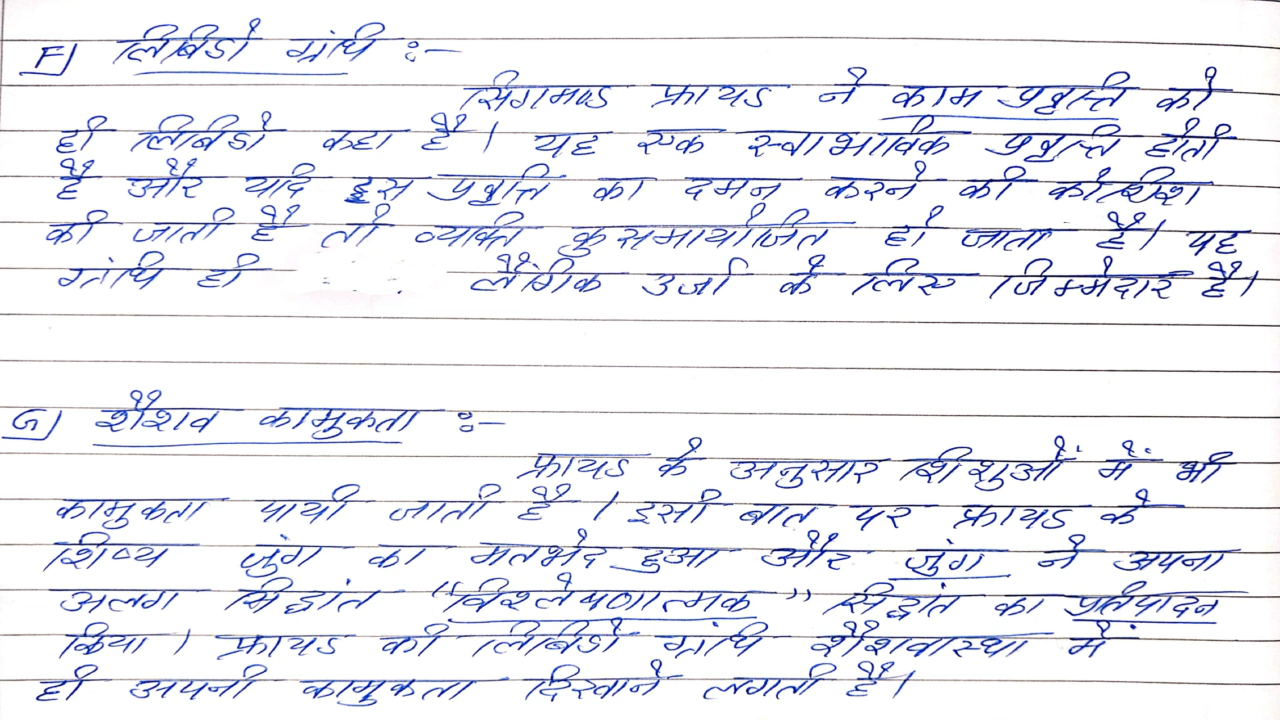 F) लिबिडो ग्रंथि :-
सिगमण्ड फ्रायड ने काम प्रवृत्ति को
ही लिबिडो कहा है। यह एक स्वाभाविक प्रवृत्ति होती
है और यदि इस प्रवृत्ति का दमन करने की कोशिश
की जाती है तो व्यक्ति कुसमायोजित हो जाता है। यह
ग्रंथि ही लैंगिक उर्जा के लिए जिम्मेदार है।
G) शैशव कामुकता :-
फ्रायड के अनुसार शिशुओं में भी
कामुकता पायी जाती है। इसी बात पर फ्रायड के
शिष्य जुंग का मतभेद हुआ और जुंग ने अपना
अलग सिद्धांत "विश्लेषणात्मक" सिद्धांत का प्रतिपादन
किया। फ्रायड की लिबिडो ग्रंथि शैशवास्था में
ही अपनी कामुकता दिखाने लगती है।